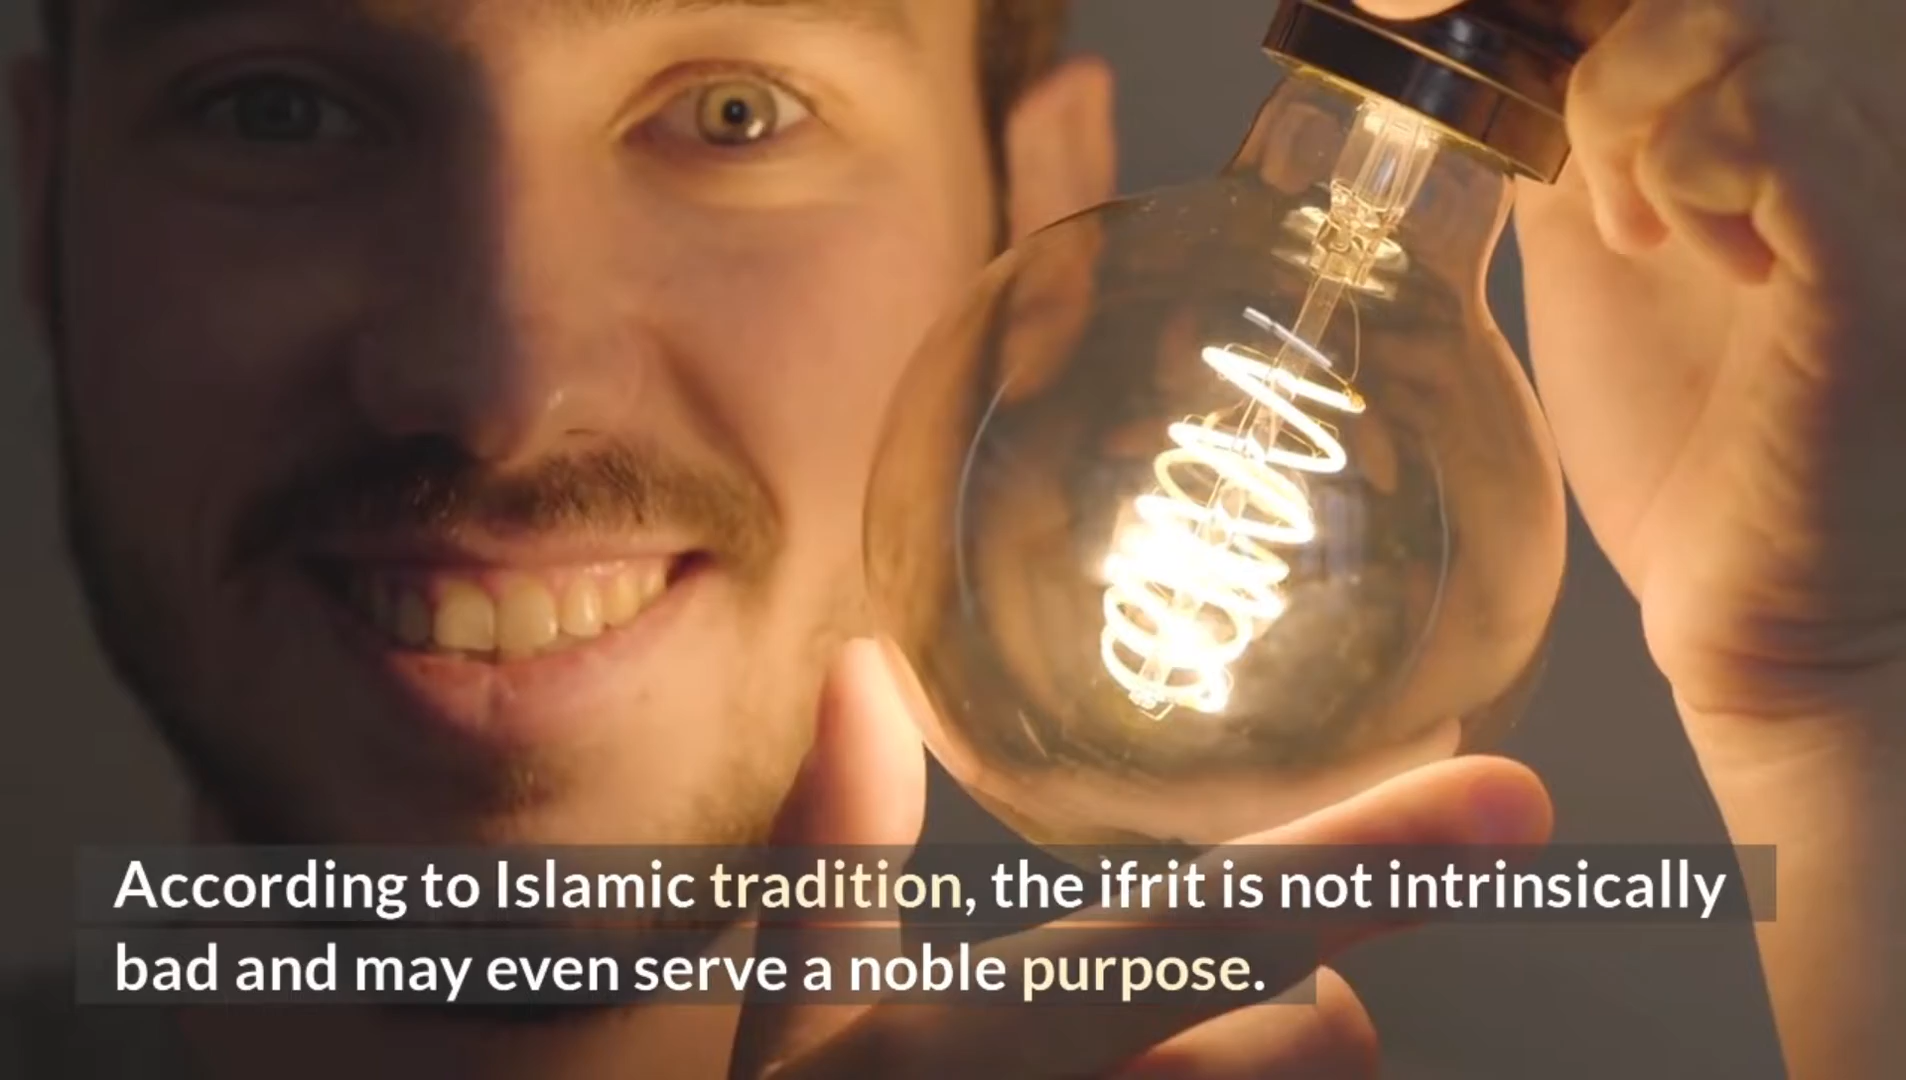 According to Islamic tradition, the ifrit is not intrinsically
bad and may even serve a noble purpose.